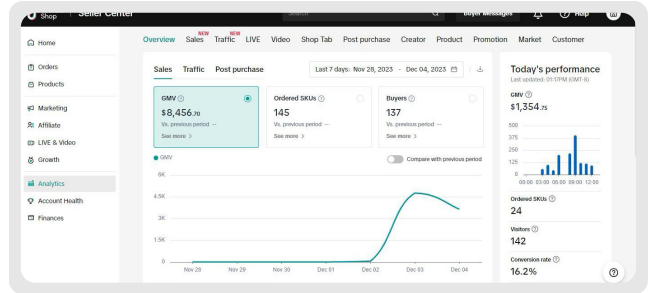 Shop Seller Center
Search
Buyer Messages
Help
Home
Orders
Products
Marketing
Affiliate
LIVE & Video
Growth
Analytics
Account Health
Finances
NEW NEW
Overview Sales Traffic LIVE Video Shop Tab Post purchase Creator Product Promotion Market Customer
Sales Traffic Post purchase
Last 7 days: Nov 28, 2023 - Dec 04, 2023
GMV
$8,456.70
Vs. previous period --
See more >
Ordered SKUs
145
Vs. previous period --
See more >
Buyers
137
Vs. previous period --
See more >
GMV
Compare with previous period
6K
4.5K
3K
1.5K
0
Nov 28 Nov 29 Nov 30 Dec 01 Dec 02 Dec 03 Dec 04
Today's performance
Last updated: 01:17PM (GMT-8)
GMV
$1,354.75
500
375
250
125
0
00:00 03:00 06:00 09:00 12:00
Ordered SKUs
24
Visitors
142
Conversion rate
16.2%